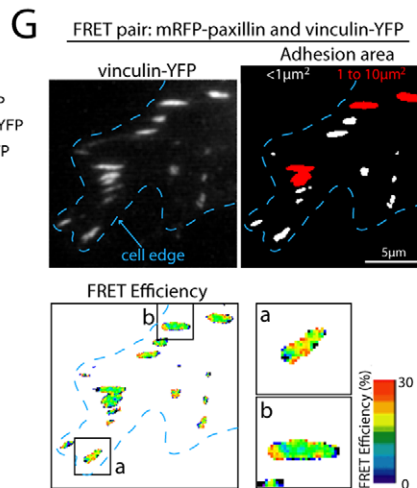 G
FRET pair: mRFP-paxillin and vinculin-YFP
vinculin-YFP
Adhesion area
<1µm² 1 to 10µm²
P
YFP
P
cell edge
5µm
FRET Efficiency
b
a
a
b
30
FRET Efficiency (%)
0